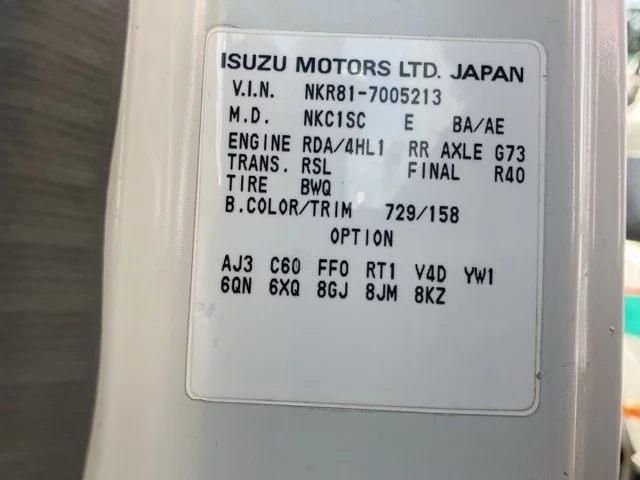 ISUZU MOTORS LTD. JAPAN
V.I.N. NKR81-7005213
M.D. NKC1SC E BA/AE
ENGINE RDA/4HL1 RR AXLE G73
TRANS. RSL FINAL R40
TIRE BWQ
B.COLOR/TRIM 729/158
OPTION
AJ3 C60 FF0 RT1 V4D YW1
6QN 6XQ 8GJ 8JM 8KZ